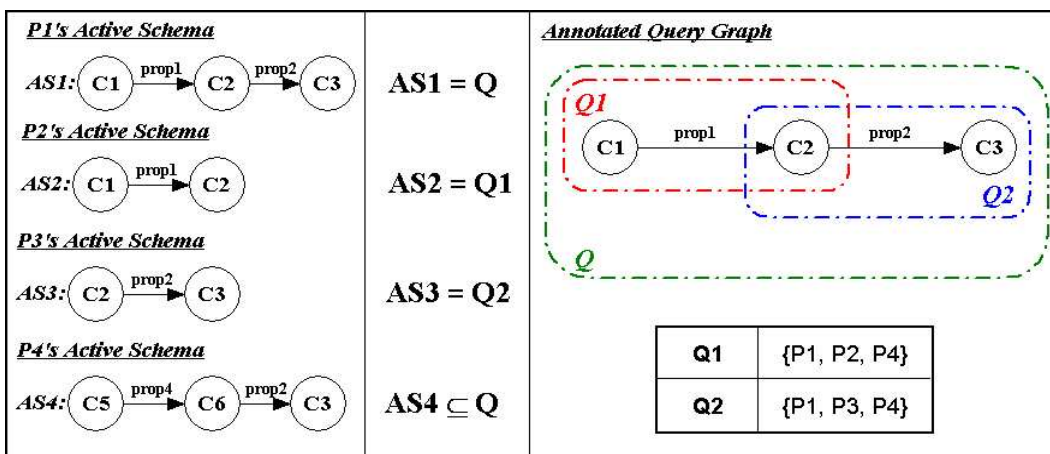 P1's Active Schema
AS1: C1 prop1 C2 prop2 C3
AS1 = Q
P2's Active Schema
AS2: C1 prop1 C2
AS2 = Q1
P3's Active Schema
AS3: C2 prop2 C3
AS3 = Q2
P4's Active Schema
AS4: C5 prop4 C6 prop2 C3
AS4 ⊆ Q
Annotated Query Graph
Q1
C1 prop1 C2 prop2 C3
Q2
Q
Q1 {P1, P2, P4}
Q2 {P1, P3, P4}